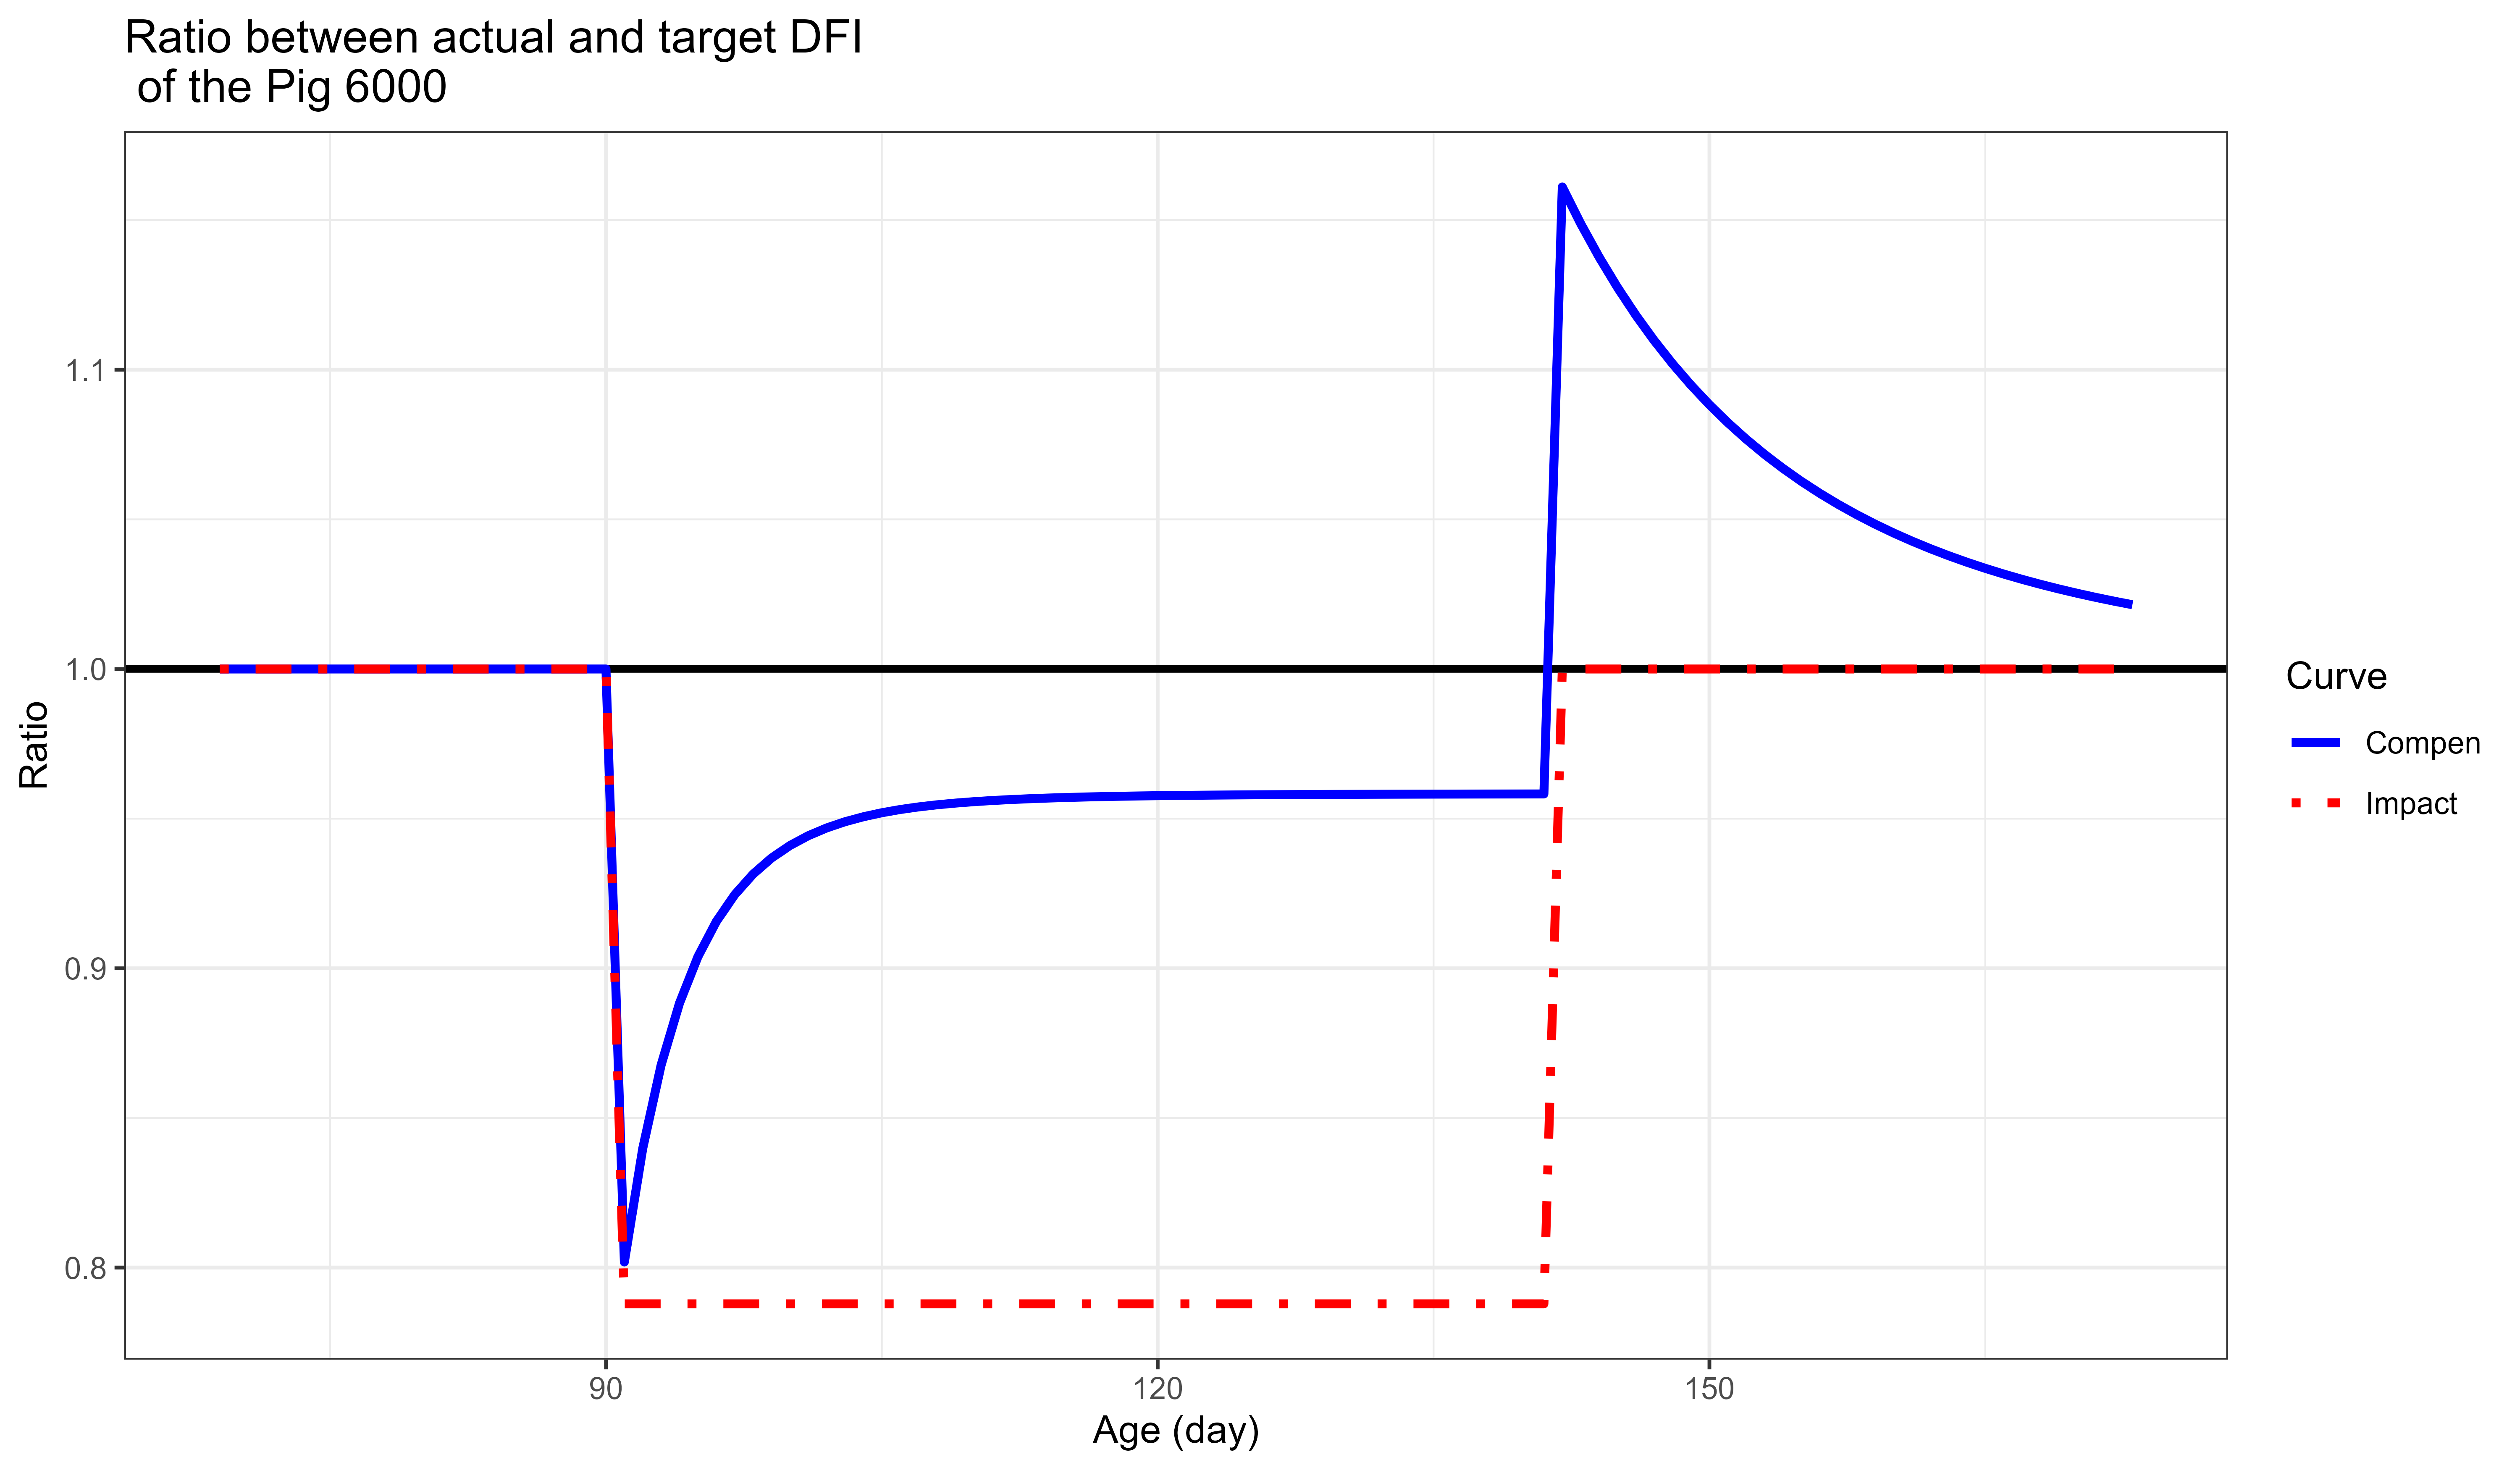 Ratio between actual and target DFI
of the Pig 6000
1.1
1.0
0.9
0.8
Ratio
90
120
150
Age (day)
Curve
Compen
Impact